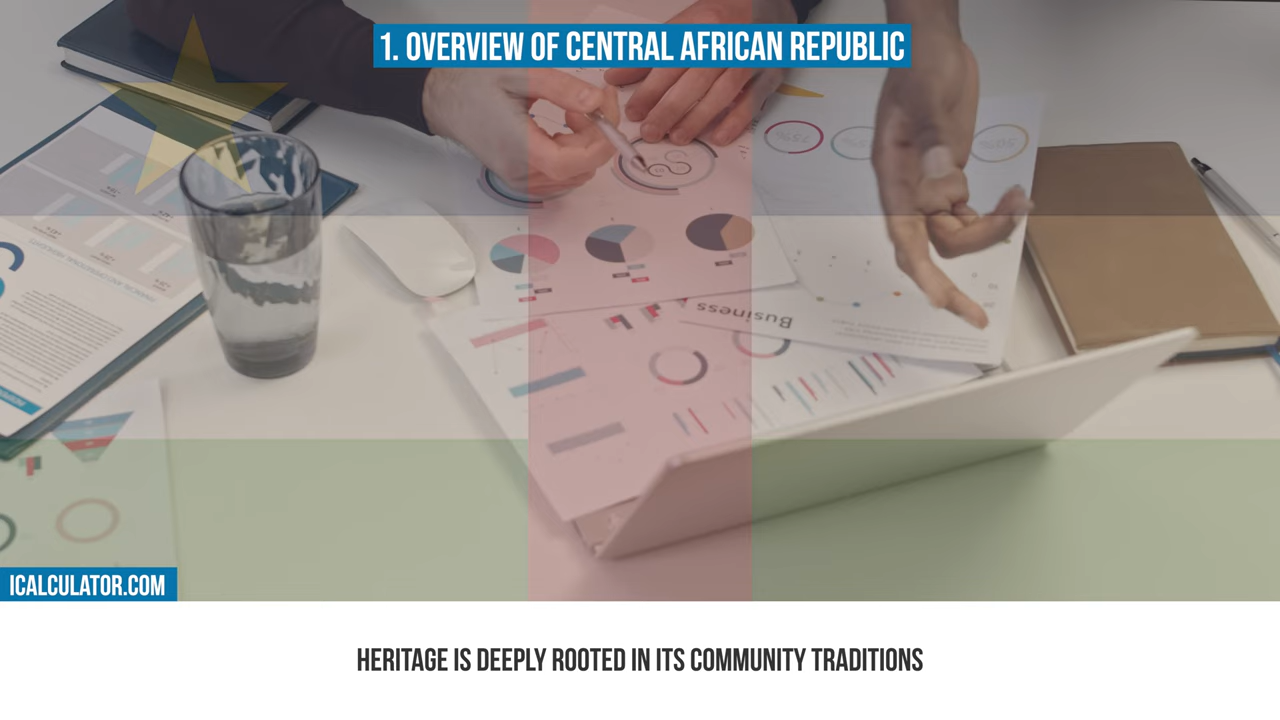 1. OVERVIEW OF CENTRAL AFRICAN REPUBLIC
Business
ICALCULATOR.COM
HERITAGE IS DEEPLY ROOTED IN ITS COMMUNITY TRADITIONS